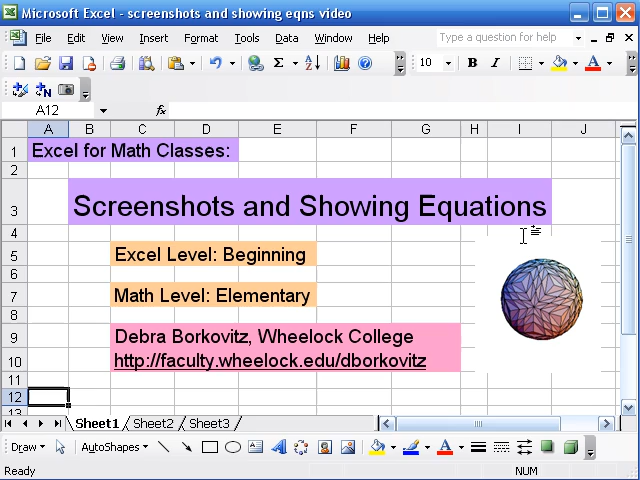 Microsoft Excel - screenshots and showing eqns video
File Edit View Insert Format Tools Data Window Help Type a question for help
Σ 10 B I A
A12 fx
A B C D E F G H I J
1 Excel for Math Classes:
2
3 Screenshots and Showing Equations
4
5 Excel Level: Beginning
6
7 Math Level: Elementary
8
9 Debra Borkovitz, Wheelock College
10 http://faculty.wheelock.edu/dborkovitz
11
12
13
Sheet1 Sheet2 Sheet3
Draw AutoShapes A A
Ready NUM